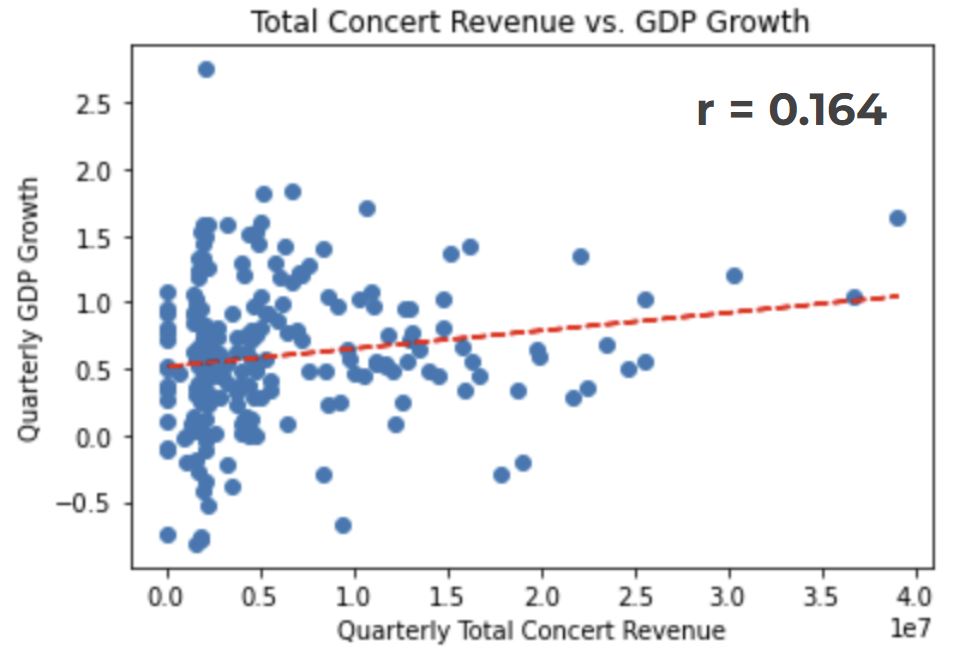 Total Concert Revenue vs. GDP Growth
r = 0.164
Quarterly GDP Growth
2.5
2.0
1.5
1.0
0.5
0.0
−0.5
0.0 0.5 1.0 1.5 2.0 2.5 3.0 3.5 4.0
1e7
Quarterly Total Concert Revenue